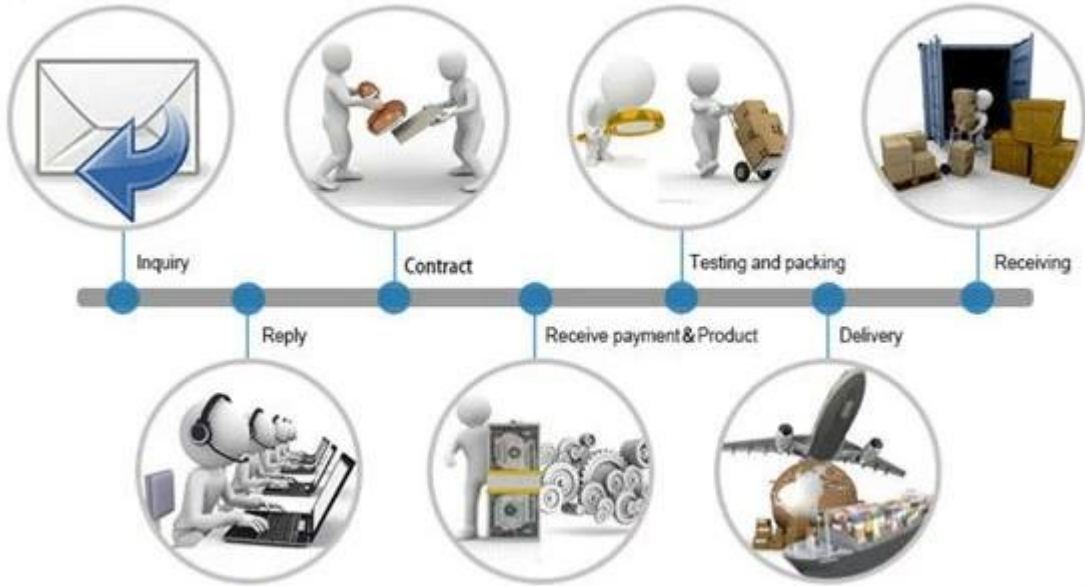 Inquiry
Contract
Testing and packing
Receiving
Reply
Receive payment&Product
Delivery